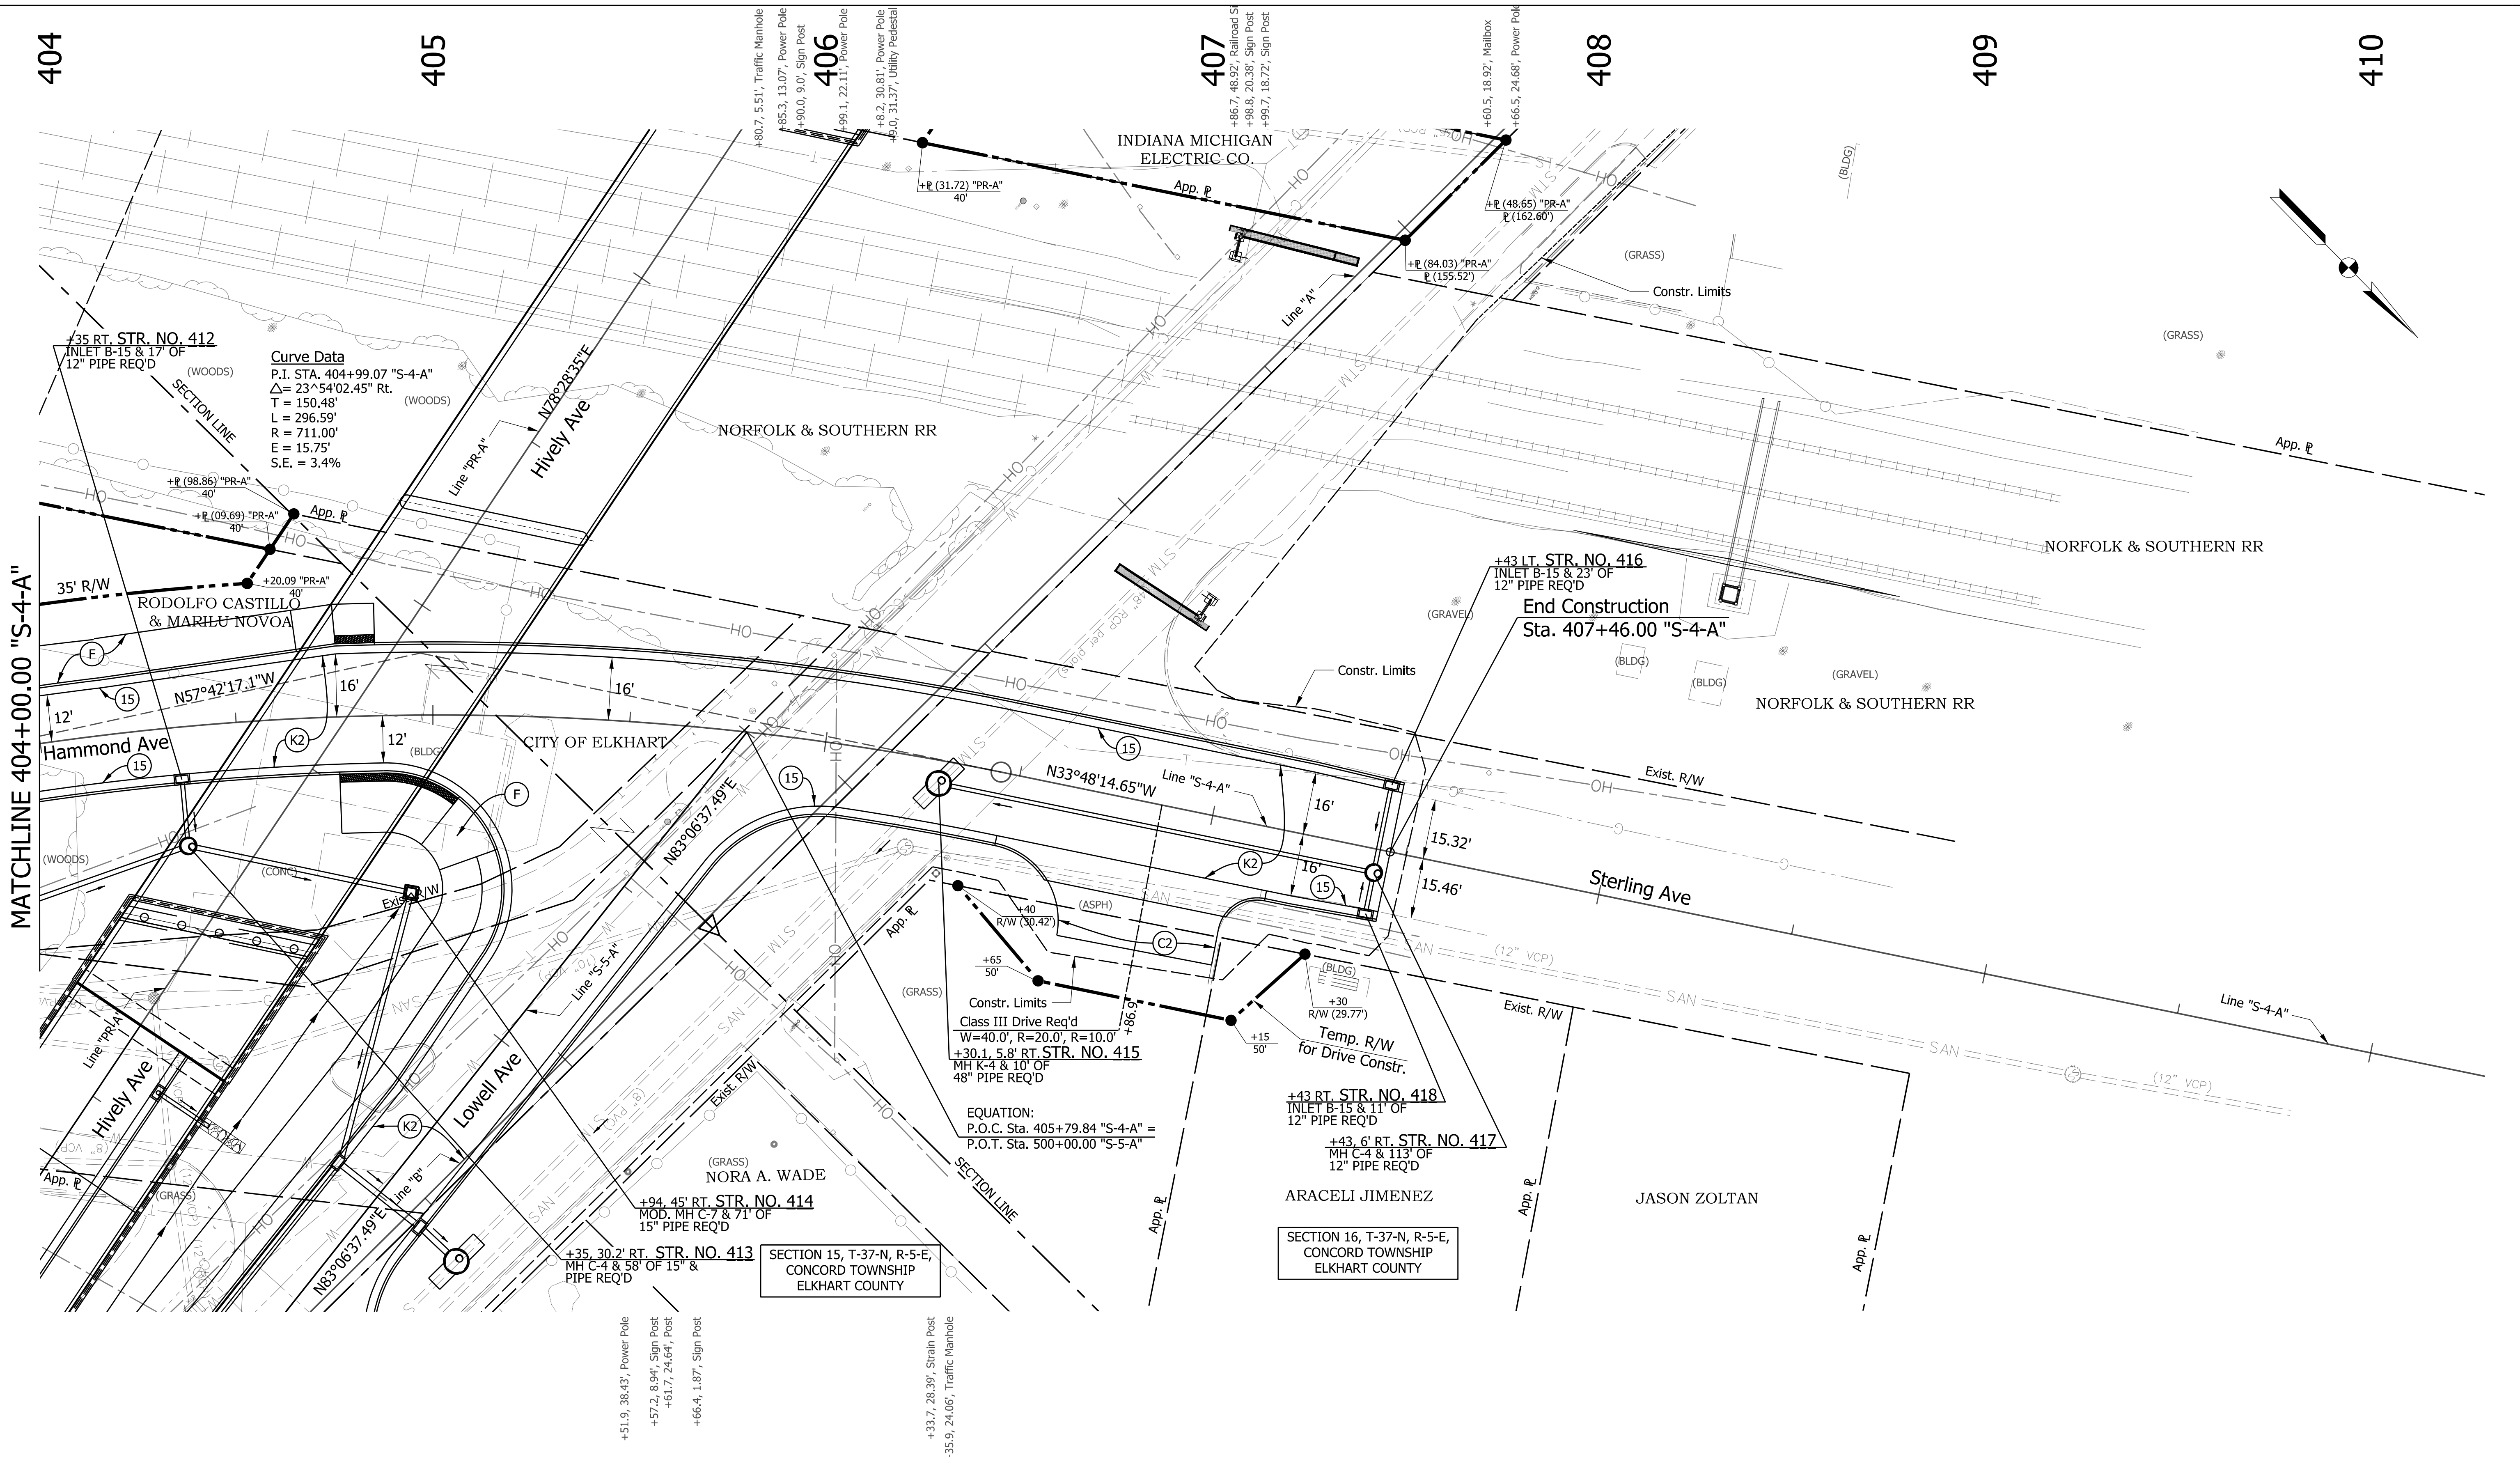 404
405
406
407
408
409
410
+80.7, 5.51', Traffic Manhole
+85.3, 13.07', Power Pole
+90.0, 9.0', Sign Post
+99.1, 22.11', Power Pole
+8.2, 30.81', Power Pole
+9.0, 31.37', Utility Pedestal
+86.7, 48.92', Railroad Si
+98.8, 20.38', Sign Post
+99.7, 18.72', Sign Post
+60.5, 18.92', Mailbox
+66.5, 24.68', Power Pole
INDIANA MICHIGAN
ELECTRIC CO.
+℄ (31.72) "PR-A"
40'
App. ℄
+℄ (48.65) "PR-A"
℄ (162.60')
+℄ (84.03) "PR-A"
℄ (155.52')
(BLDG)
(GRASS)
Constr. Limits
Line "A"
(GRASS)
+35 RT. STR. NO. 412
INLET B-15 & 17' OF
12" PIPE REQ'D
(WOODS)
SECTION LINE
Curve Data
P.I. STA. 404+99.07 "S-4-A"
△= 23^54'02.45" Rt.
T = 150.48'
L = 296.59'
R = 711.00'
E = 15.75'
S.E. = 3.4%
(WOODS)
N78°28'35"E
Hively Ave
Line "PR-A"
NORFOLK & SOUTHERN RR
App. ℄
+℄ (98.86) "PR-A"
40'
+℄ (09.69) "PR-A"
40'
App. ℄
+20.09 "PR-A"
40'
35' R/W
RODOLFO CASTILLO
& MARILU NOVOA
MATCHLINE 404+00.00 "S-4-A"
NORFOLK & SOUTHERN RR
+43 LT. STR. NO. 416
INLET B-15 & 23' OF
12" PIPE REQ'D
End Construction
Sta. 407+46.00 "S-4-A"
(GRAVEL)
(BLDG)
(BLDG)
(GRAVEL)
NORFOLK & SOUTHERN RR
Constr. Limits
48" RCP per plans
STM
STM
STM
STM
OH
OH
OH
OH
F
15
N57°42'17.1"W
16'
16'
12'
12'
Hammond Ave
K2
15
(BLDG)
CITY OF ELKHART
F
15
15
N33°48'14.65"W
Line "S-4-A"
16'
16'
K2
15
15.32'
15.46'
Exist. R/W
Sterling Ave
N83°06'37.49"E
(WOODS)
(CONC)
Exist. R/W
App. ℄
+40
R/W (30.42')
(ASPH)
C2
+65
50'
(GRASS)
Constr. Limits
Class III Drive Req'd
W=40.0', R=20.0', R=10.0'
+86.9
+30.1, 5.8' RT. STR. NO. 415
MH K-4 & 10' OF
48" PIPE REQ'D
(BLDG)
+30
R/W (29.77')
+15
50'
Temp. R/W
for Drive Constr.
SAN
SAN
SAN
SAN
(12" VCP)
(12" VCP)
Exist. R/W
Line "S-4-A"
Line "S-5-A"
Line "PR-A"
Hively Ave
Lowell Ave
K2
(8" PVC)
Exist. R/W
EQUATION:
P.O.C. Sta. 405+79.84 "S-4-A" =
P.O.T. Sta. 500+00.00 "S-5-A"
+43 RT. STR. NO. 418
INLET B-15 & 11' OF
12" PIPE REQ'D
+43, 6' RT. STR. NO. 417
MH C-4 & 113' OF
12" PIPE REQ'D
(8" VCP)
App. ℄
(GRASS)
Line "B"
N83°06'37.49"E
(GRASS)
NORA A. WADE
SECTION LINE
+94, 45' RT. STR. NO. 414
MOD. MH C-7 & 71' OF
15" PIPE REQ'D
+35, 30.2' RT. STR. NO. 413
MH C-4 & 58' OF 15" &
PIPE REQ'D
SECTION 15, T-37-N, R-5-E,
CONCORD TOWNSHIP
ELKHART COUNTY
App. ℄
ARACELI JIMENEZ
SECTION 16, T-37-N, R-5-E,
CONCORD TOWNSHIP
ELKHART COUNTY
App. ℄
JASON ZOLTAN
App. ℄
+51.9, 38.43', Power Pole
+57.2, 8.94', Sign Post
+61.7, 24.64', Post
+66.4, 1.87', Sign Post
+33.7, 28.39', Strain Post
+35.9, 24.06', Traffic Manhole